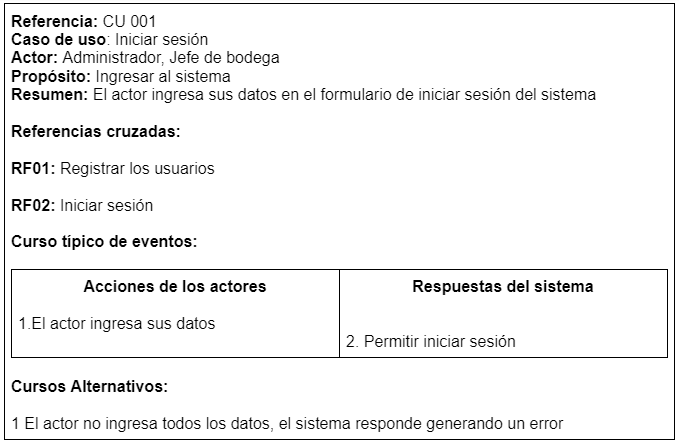 Referencia: CU 001
Caso de uso: Iniciar sesión
Actor: Administrador, Jefe de bodega
Propósito: Ingresar al sistema
Resumen: El actor ingresa sus datos en el formulario de iniciar sesión del sistema
Referencias cruzadas:
RF01: Registrar los usuarios
RF02: Iniciar sesión
Curso típico de eventos:
Acciones de los actores
1.El actor ingresa sus datos
Respuestas del sistema
2. Permitir iniciar sesión
Cursos Alternativos:
1 El actor no ingresa todos los datos, el sistema responde generando un error